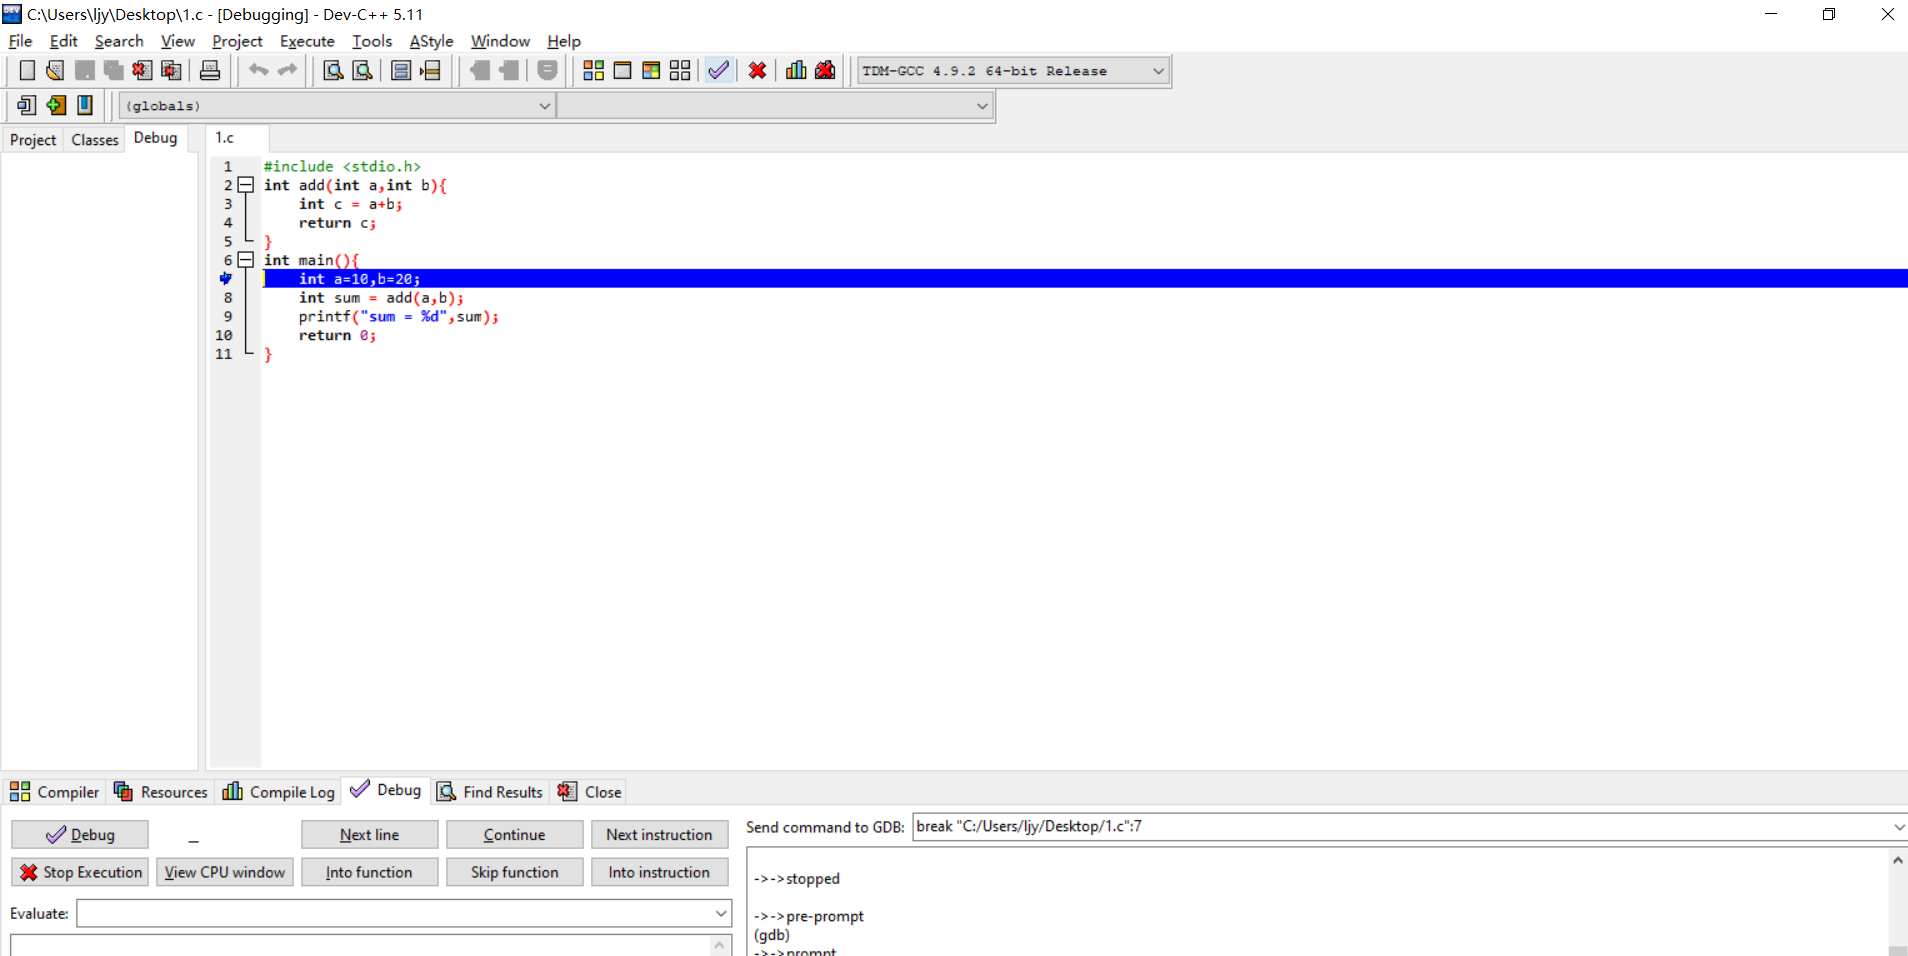 C:\Users\ljy\Desktop\1.c - [Debugging] - Dev-C++ 5.11
File Edit Search View Project Execute Tools AStyle Window Help
TDM-GCC 4.9.2 64-bit Release
(globals)
Project Classes Debug 1.c
1 #include <stdio.h>
2 int add(int a,int b){
3 int c = a+b;
4 return c;
5 }
6 int main(){
int a=10,b=20;
8 int sum = add(a,b);
9 printf("sum = %d",sum);
10 return 0;
11 }
Compiler Resources Compile Log Debug Find Results Close
Debug _ Next line Continue Next instruction
Stop Execution View CPU window Into function Skip function Into instruction
Evaluate:
Send command to GDB: break "C:/Users/ljy/Desktop/1.c":7
->->stopped
->->pre-prompt
(gdb)
->->prompt